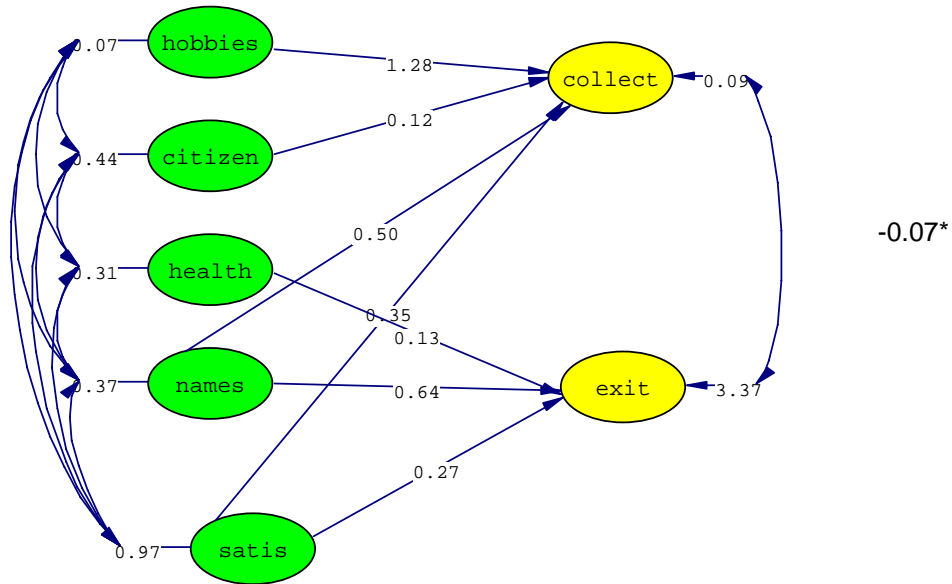 0.07 hobbies
1.28
collect 0.09
0.44 citizen
0.12
0.50
-0.07*
0.31 health
0.35
0.13
0.37 names
0.64
exit 3.37
0.27
0.97 satis